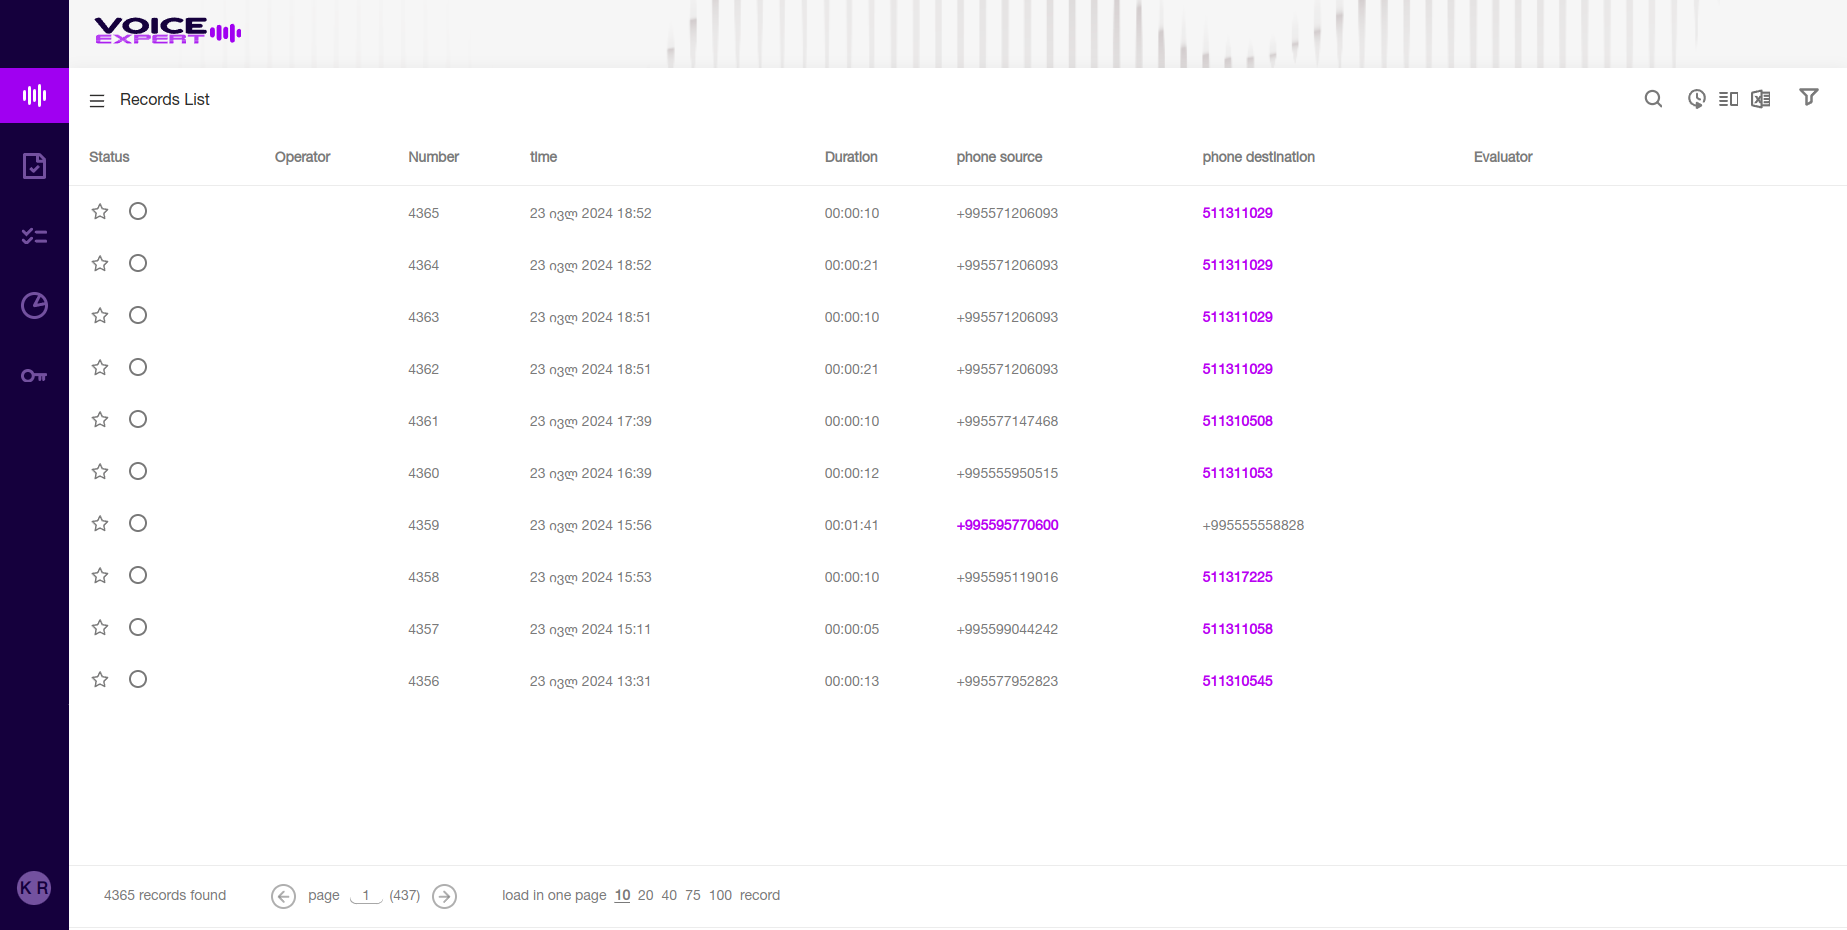 VOICE
EXPERT
Records List
Status Operator Number time Duration phone source phone destination Evaluator
4365 23 ივლ 2024 18:52 00:00:10 +995571206093 511311029
4364 23 ივლ 2024 18:52 00:00:21 +995571206093 511311029
4363 23 ივლ 2024 18:51 00:00:10 +995571206093 511311029
4362 23 ივლ 2024 18:51 00:00:21 +995571206093 511311029
4361 23 ივლ 2024 17:39 00:00:10 +995577147468 511310508
4360 23 ივლ 2024 16:39 00:00:12 +995555950515 511311053
4359 23 ივლ 2024 15:56 00:01:41 +995595770600 +995555558828
4358 23 ივლ 2024 15:53 00:00:10 +995595119016 511317225
4357 23 ივლ 2024 15:11 00:00:05 +995599044242 511311058
4356 23 ივლ 2024 13:31 00:00:13 +995577952823 511310545
K R
4365 records found page 1 (437) load in one page 10 20 40 75 100 record